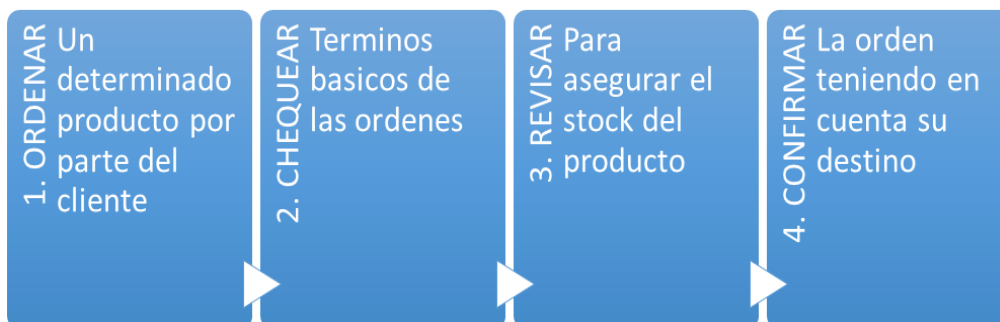 1. ORDENAR
Un
determinado
producto por
parte del
cliente
2. CHEQUEAR
Terminos
basicos de
las ordenes
3. REVISAR
Para
asegurar el
stock del
producto
4. CONFIRMAR
La orden
teniendo en
cuenta su
destino